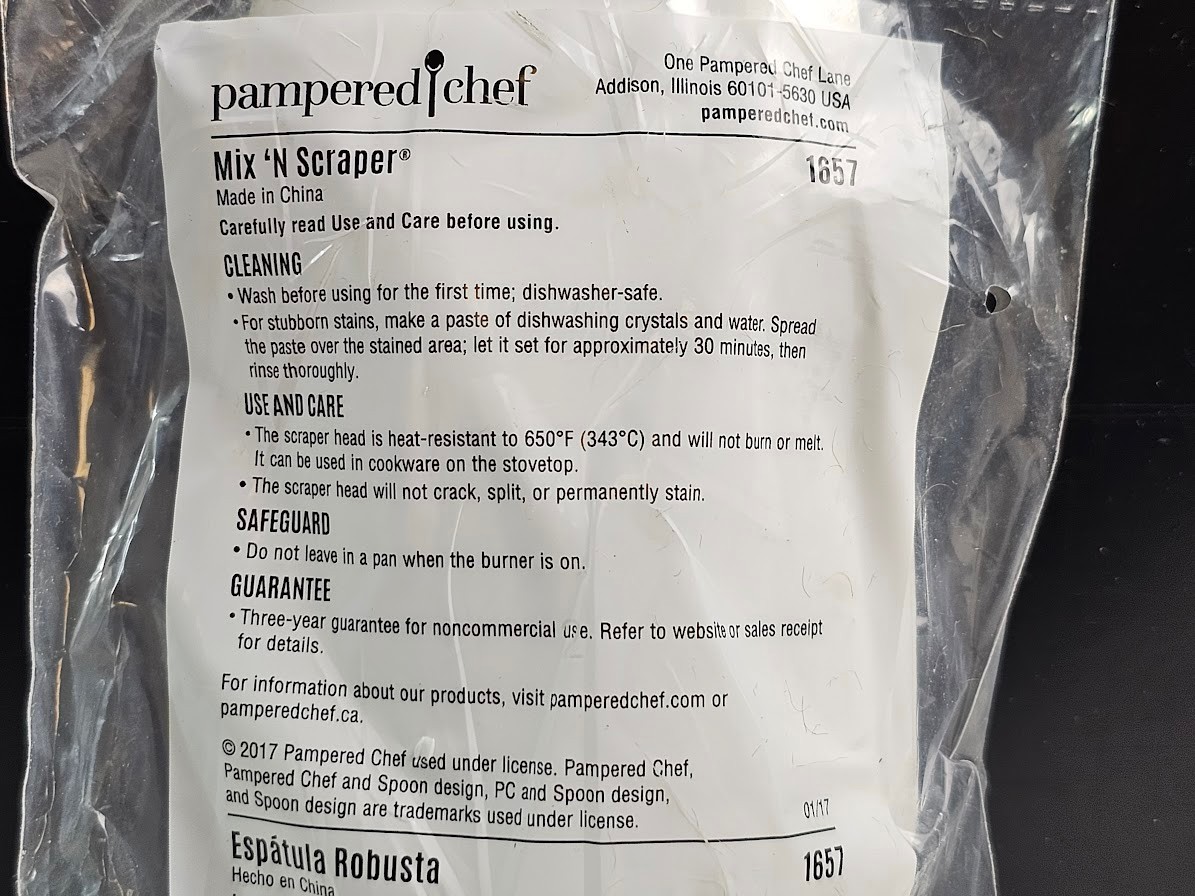 pampered chef
One Pampered Chef Lane
Addison, Illinois 60101-5630 USA
pamperedchef.com
Mix ‘N Scraper® 1657
Made in China
Carefully read Use and Care before using.
CLEANING
• Wash before using for the first time; dishwasher-safe.
• For stubborn stains, make a paste of dishwashing crystals and water. Spread
the paste over the stained area; let it set for approximately 30 minutes, then
rinse thoroughly.
USE AND CARE
• The scraper head is heat-resistant to 650°F (343°C) and will not burn or melt.
It can be used in cookware on the stovetop.
• The scraper head will not crack, split, or permanently stain.
SAFEGUARD
• Do not leave in a pan when the burner is on.
GUARANTEE
• Three-year guarantee for noncommercial use. Refer to website or sales receipt
for details.
For information about our products, visit pamperedchef.com or
pamperedchef.ca.
© 2017 Pampered Chef used under license. Pampered Chef,
Pampered Chef and Spoon design, PC and Spoon design,
and Spoon design are trademarks used under license. 01/17
Espátula Robusta 1657
Hecho en China